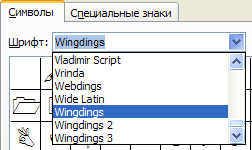 Символы Специальные знаки
Шрифт: Wingdings
Vladimir Script
Vrinda
Webdings
Wide Latin
Wingdings
Wingdings 2
Wingdings 3